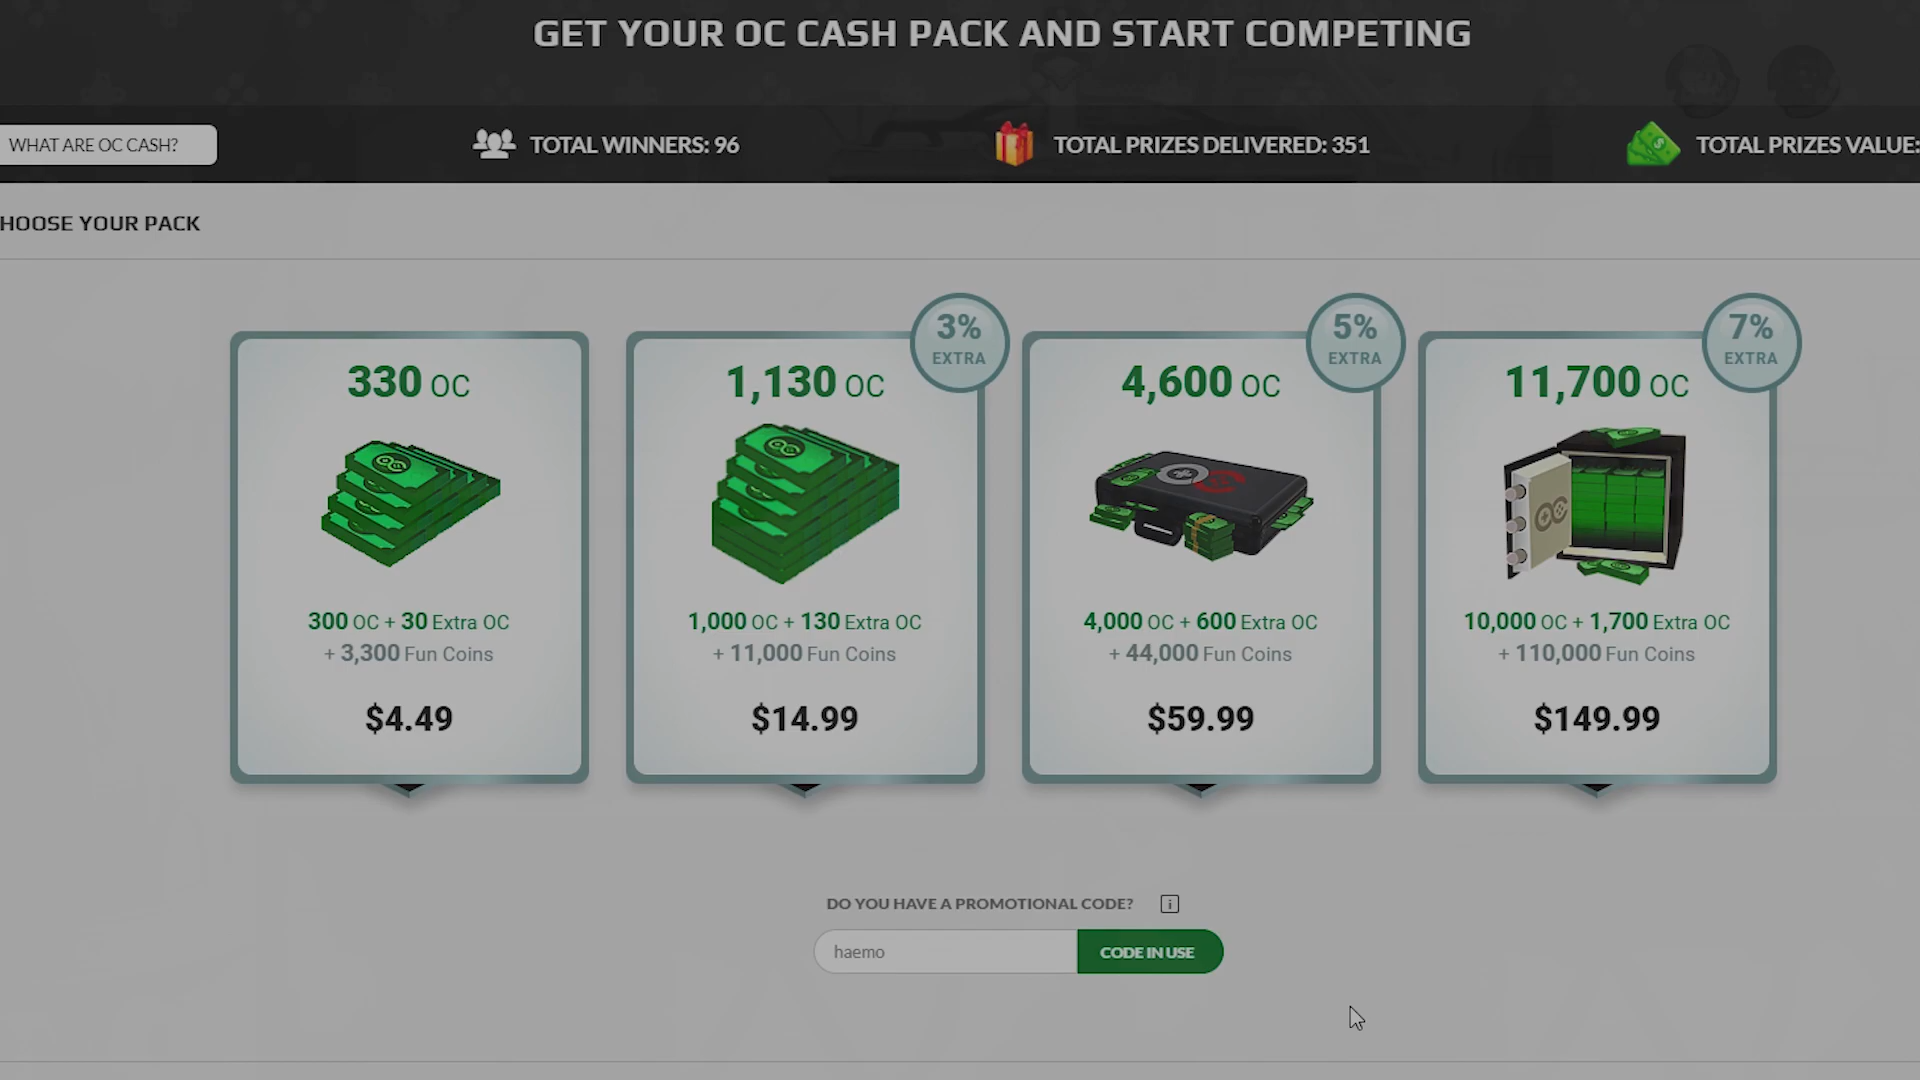 GET YOUR OC CASH PACK AND START COMPETING
WHAT ARE OC CASH?
TOTAL WINNERS: 96
TOTAL PRIZES DELIVERED: 351
TOTAL PRIZES VALUE:
HOOSE YOUR PACK
330 OC
300 OC + 30 Extra OC
+ 3,300 Fun Coins
$4.49
3%
EXTRA
1,130 OC
1,000 OC + 130 Extra OC
+ 11,000 Fun Coins
$14.99
5%
EXTRA
4,600 OC
4,000 OC + 600 Extra OC
+ 44,000 Fun Coins
$59.99
7%
EXTRA
11,700 OC
10,000 OC + 1,700 Extra OC
+ 110,000 Fun Coins
$149.99
DO YOU HAVE A PROMOTIONAL CODE?
haemo
CODE IN USE